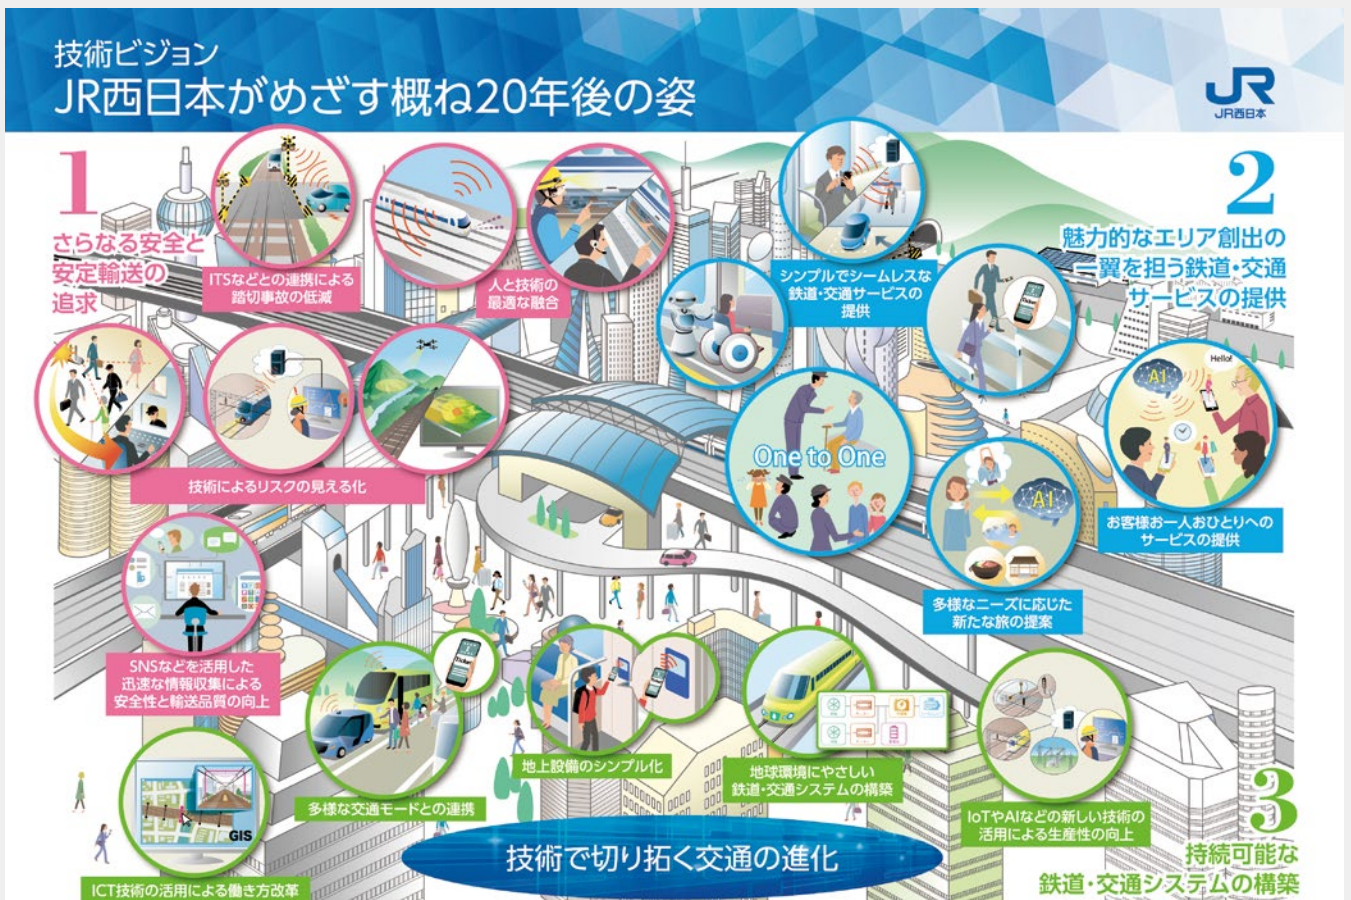 技術ビジョン
JR西日本がめざす概ね20年後の姿
JR
JR西日本
1
さらなる安全と
安定輸送の
追求
ITSなどとの連携による
踏切事故の低減
人と技術の
最適な融合
技術によるリスクの見える化
SNSなどを活用した
迅速な情報収集による
安全性と輸送品質の向上
2
魅力的なエリア創出の
一翼を担う鉄道・交通
サービスの提供
シンプルでシームレスな
鉄道・交通サービスの
提供
Ticket
One to One
AI
Hello!
お客様お一人おひとりへの
サービスの提供
AI
多様なニーズに応じた
新たな旅の提案
3
持続可能な
鉄道・交通システムの構築
GIS
ICT技術の活用による働き方改革
Ticket
多様な交通モードとの連携
地上設備のシンプル化
地球環境にやさしい
鉄道・交通システムの構築
IoTやAIなどの新しい技術の
活用による生産性の向上
技術で切り拓く交通の進化